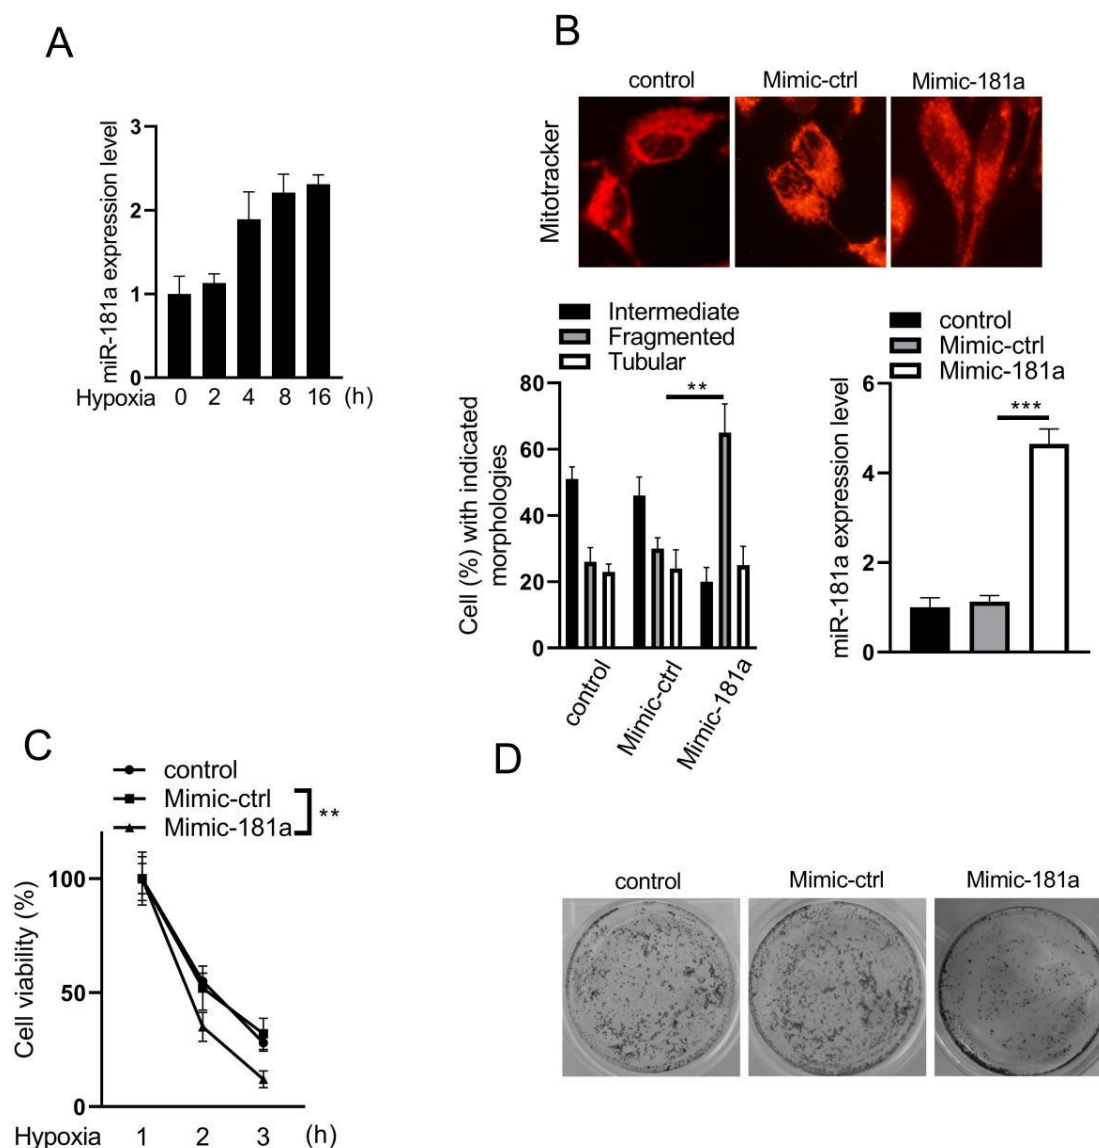 A
miR-181a expression level
3
2
1
0
Hypoxia 0 2 4 8 16 (h)
B
control Mimic-ctrl Mimic-181a
Mitotracker
Intermediate
Fragmented
Tubular
**
Cell (%) with indicated
morphologies
80
60
40
20
0
control
Mimic-ctrl
Mimic-181a
control
Mimic-ctrl
Mimic-181a
***
miR-181a expression level
6
4
2
0
C
control
Mimic-ctrl
Mimic-181a
**
Cell viability (%)
100
50
0
Hypoxia 1 2 3 (h)
D
control Mimic-ctrl Mimic-181a